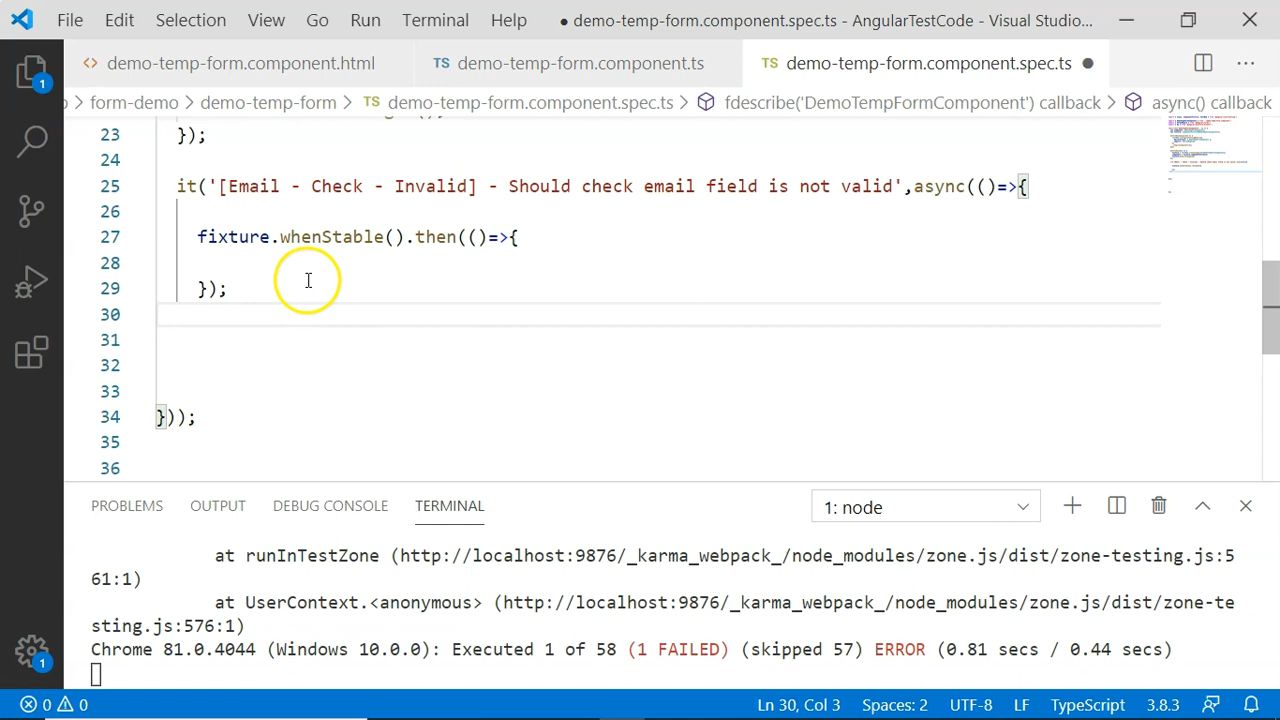 File Edit Selection View Go Run Terminal Help ● demo-temp-form.component.spec.ts - AngularTestCode - Visual Studio...
<> demo-temp-form.component.html TS demo-temp-form.component.ts TS demo-temp-form.component.spec.ts ● ...
form-demo > demo-temp-form > TS demo-temp-form.component.spec.ts > fdescribe('DemoTempFormComponent') callback > async() callback
23 });
24
25 it('[Email - Check - Invalid] - Should check email field is not valid',async(()=>{
26
27 fixture.whenStable().then(()=>{
28
29 });
30
31
32
33
34 }));
35
36
PROBLEMS OUTPUT DEBUG CONSOLE TERMINAL 1: node
at runInTestZone (http://localhost:9876/_karma_webpack_/node_modules/zone.js/dist/zone-testing.js:5
61:1)
at UserContext.<anonymous> (http://localhost:9876/_karma_webpack_/node_modules/zone.js/dist/zone-te
sting.js:576:1)
Chrome 81.0.4044 (Windows 10.0.0): Executed 1 of 58 (1 FAILED) (skipped 57) ERROR (0.81 secs / 0.44 secs)
1
1
0 0 Ln 30, Col 3 Spaces: 2 UTF-8 LF TypeScript 3.8.3